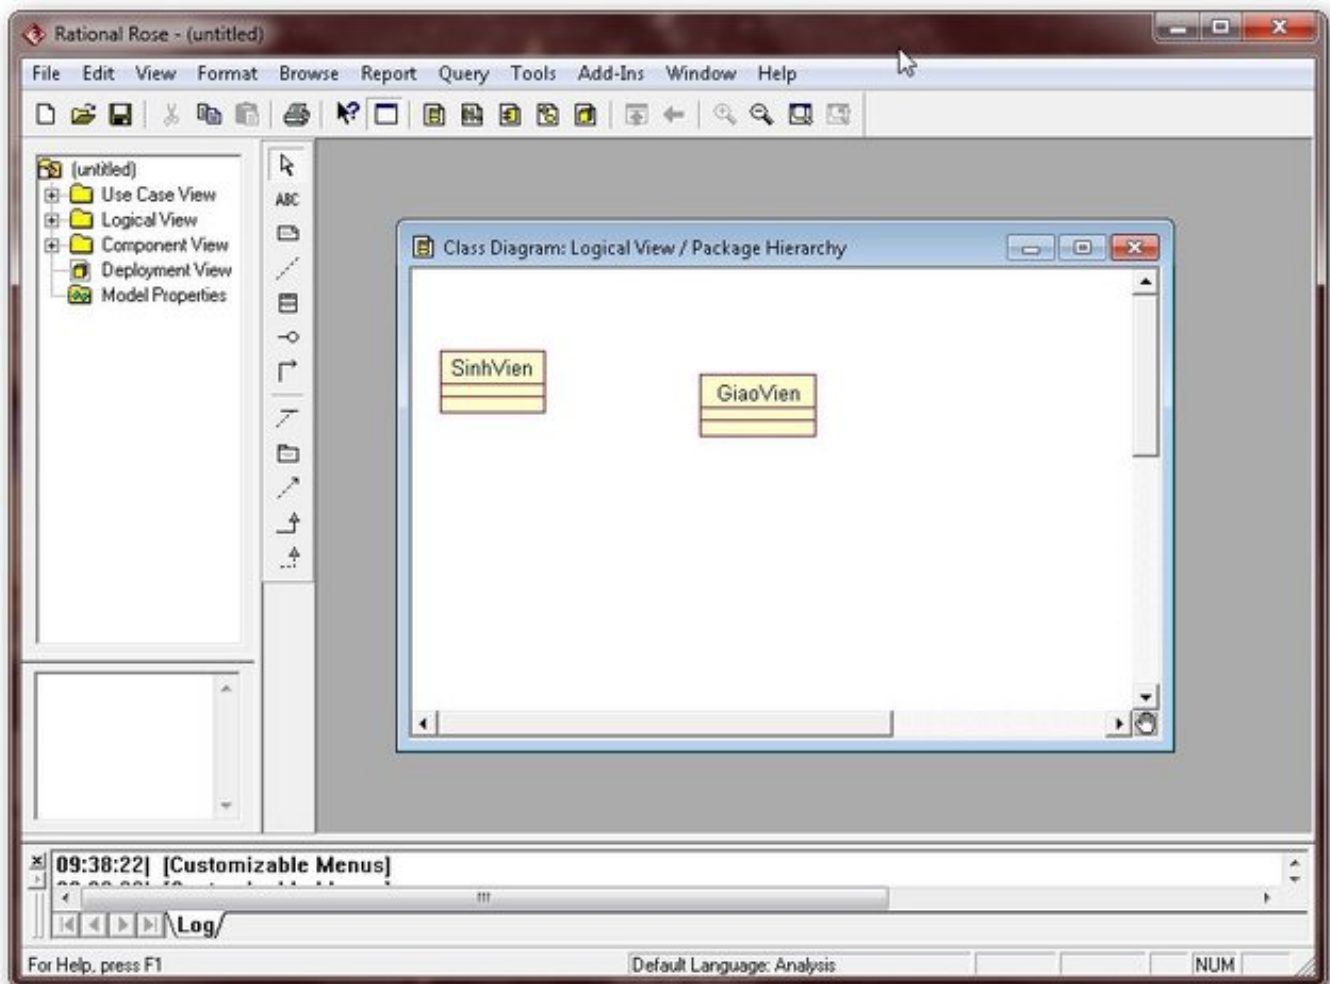 Rational Rose - (untitled)
File Edit View Format Browse Report Query Tools Add-Ins Window Help
(untitled)
Use Case View
Logical View
Component View
Deployment View
Model Properties
ABC
Class Diagram: Logical View / Package Hierarchy
SinhVien
GiaoVien
09:38:22| [Customizable Menus]
Log
For Help, press F1
Default Language: Analysis
NUM